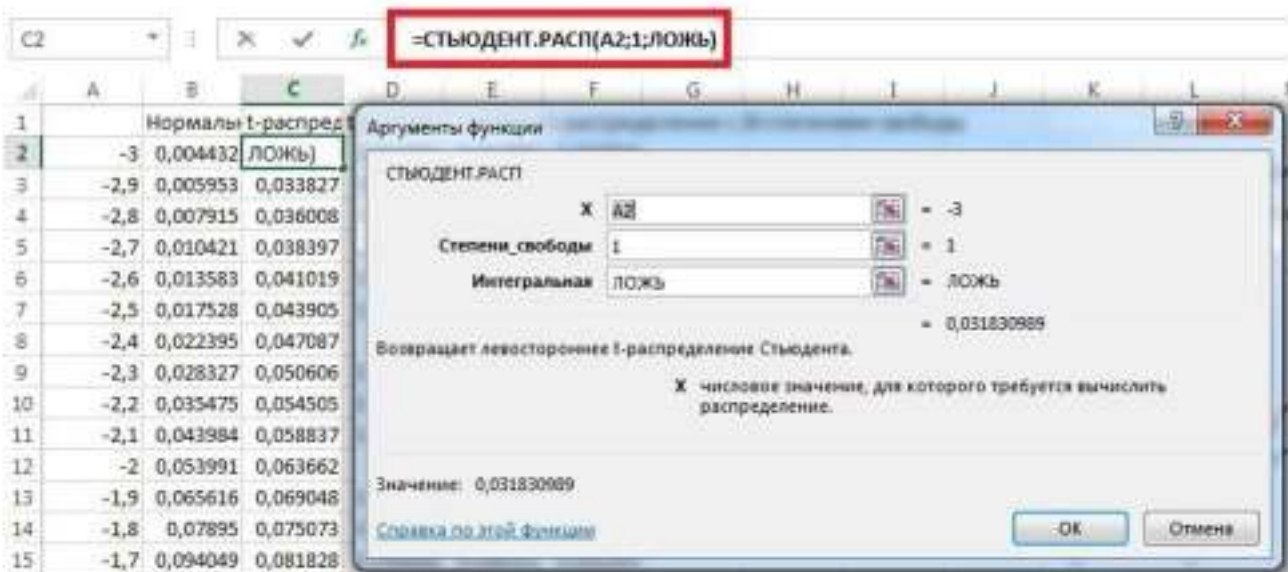 C2 fx =СТЬЮДЕНТ.РАСП(A2;1;ЛОЖЬ)
A B C D E F G H I J K L
1 Нормальн t-распред t
2 -3 0,004432 ЛОЖЬ)
3 -2,9 0,005953 0,033827
4 -2,8 0,007915 0,036008
5 -2,7 0,010421 0,038397
6 -2,6 0,013583 0,041019
7 -2,5 0,017528 0,043905
8 -2,4 0,022395 0,047087
9 -2,3 0,028327 0,050606
10 -2,2 0,035475 0,054505
11 -2,1 0,043984 0,058837
12 -2 0,053991 0,063662
13 -1,9 0,065616 0,069048
14 -1,8 0,07895 0,075073
15 -1,7 0,094049 0,081828
Аргументы функции
СТЬЮДЕНТ.РАСП
X A2 = -3
Степени_свободы 1 = 1
Интегральная ЛОЖЬ = ЛОЖЬ
= 0,031830989
Возвращает левостороннее t-распределение Стьюдента.
X числовое значение, для которого требуется вычислить
распределение.
Значение: 0,031830989
Справка по этой функции
ОК Отмена